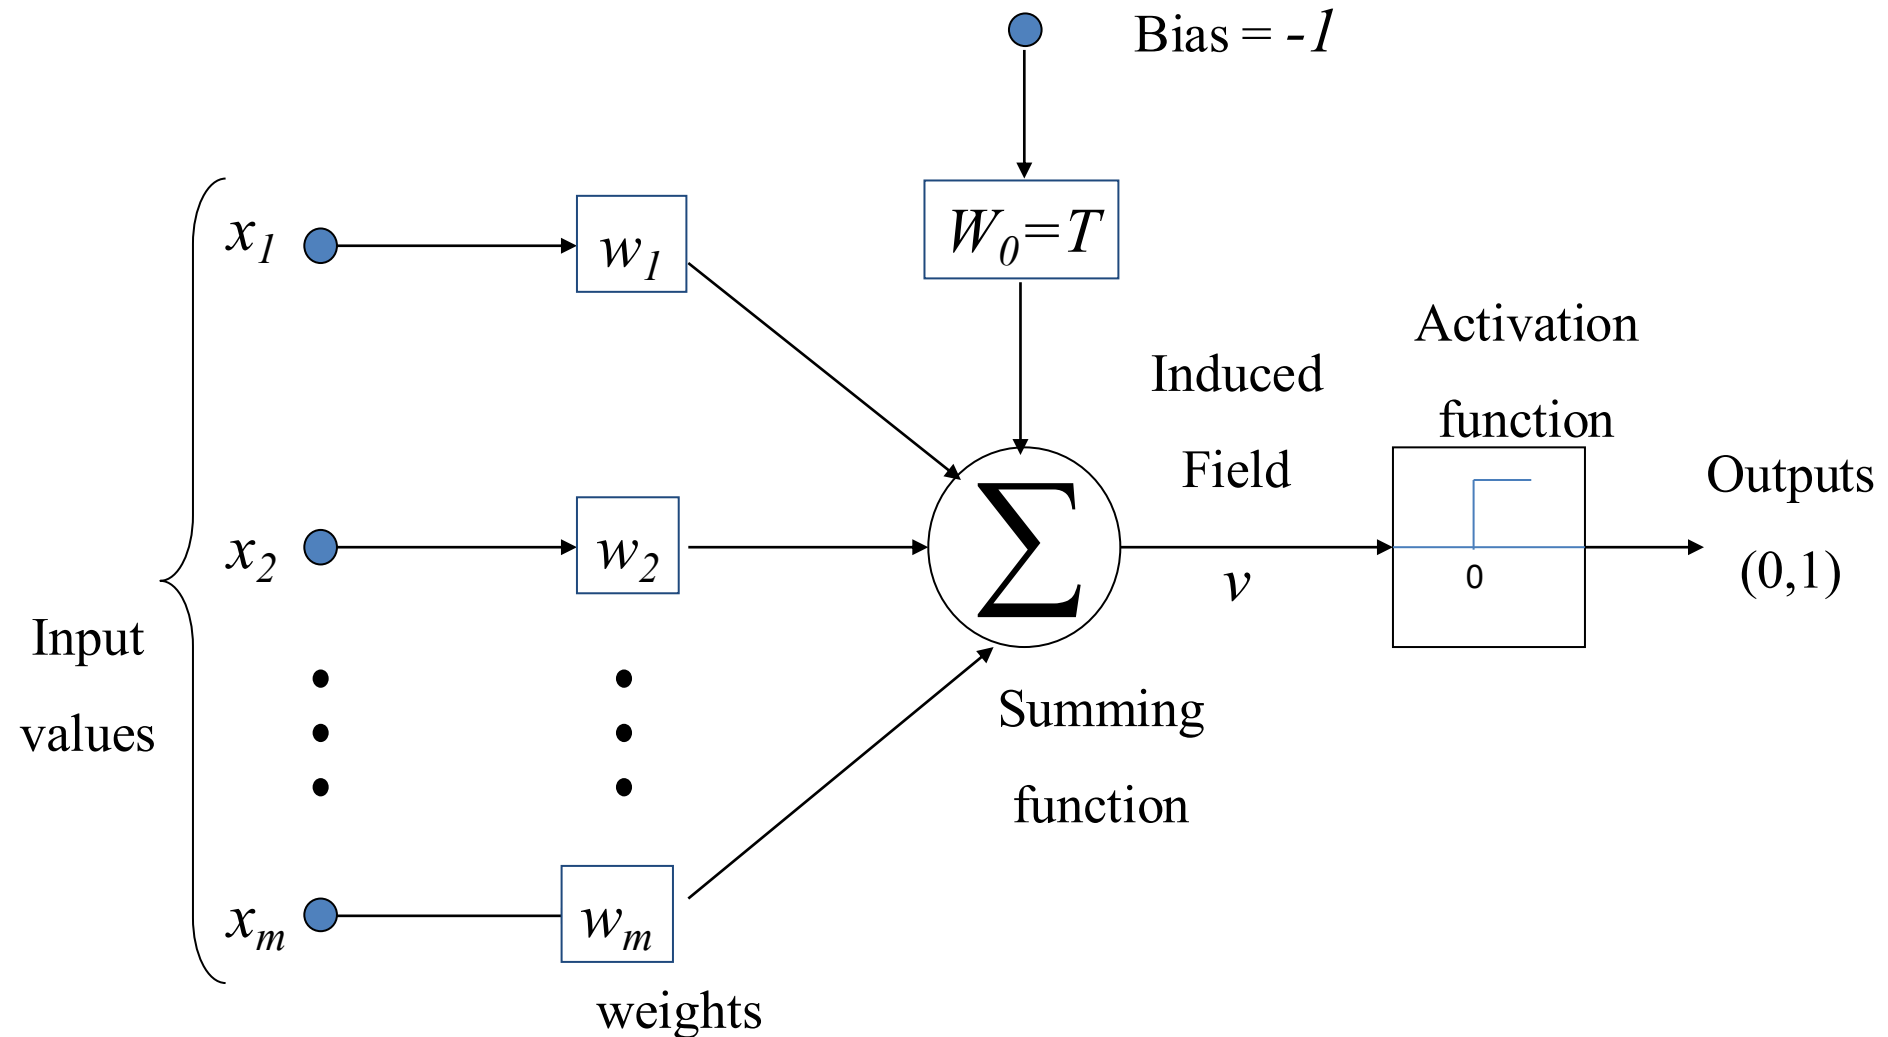 Bias = -1
x1
w1
W0=T
Activation
function
Induced
Field
Outputs
(0,1)
x2
w2
∑
v
0
Input
values
Summing
function
xm
wm
weights